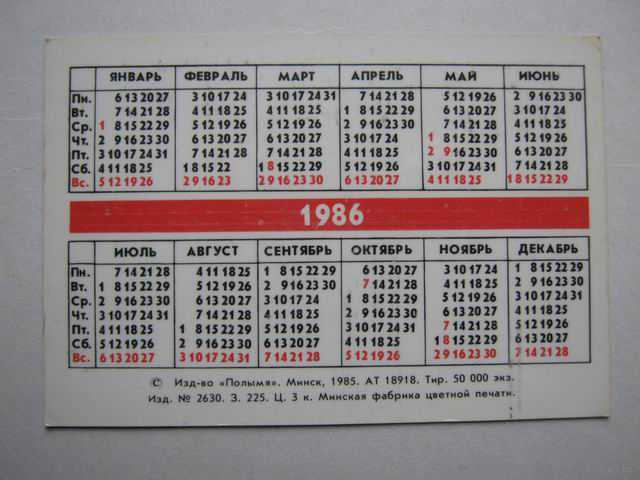 ЯНВАРЬ ФЕВРАЛЬ МАРТ АПРЕЛЬ МАЙ ИЮНЬ
Пн. 6 13 20 27 3 10 17 24 3 10 17 24 31 7 14 21 28 5 12 19 26 2 9 16 23 30
Вт. 7 14 21 28 4 11 18 25 4 11 18 25 1 8 15 22 29 6 13 20 27 3 10 17 24
Ср. 1 8 15 22 29 5 12 19 26 5 12 19 26 2 9 16 23 30 7 14 21 28 4 11 18 25
Чт. 2 9 16 23 30 6 13 20 27 6 13 20 27 3 10 17 24 1 8 15 22 29 5 12 19 26
Пт. 3 10 17 24 31 7 14 21 28 7 14 21 28 4 11 18 25 2 9 16 23 30 6 13 20 27
Сб. 4 11 18 25 1 8 15 22 1 8 15 22 29 5 12 19 26 3 10 17 24 31 7 14 21 28
Вс. 5 12 19 26 2 9 16 23 2 9 16 23 30 6 13 20 27 4 11 18 25 1 8 15 22 29
1986
ИЮЛЬ АВГУСТ СЕНТЯБРЬ ОКТЯБРЬ НОЯБРЬ ДЕКАБРЬ
Пн. 7 14 21 28 4 11 18 25 1 8 15 22 29 6 13 20 27 3 10 17 24 1 8 15 22 29
Вт. 1 8 15 22 29 5 12 19 26 2 9 16 23 30 7 14 21 28 4 11 18 25 2 9 16 23 30
Ср. 2 9 16 23 30 6 13 20 27 3 10 17 24 1 8 15 22 29 5 12 19 26 3 10 17 24 31
Чт. 3 10 17 24 31 7 14 21 28 4 11 18 25 2 9 16 23 30 6 13 20 27 4 11 18 25
Пт. 4 11 18 25 1 8 15 22 29 5 12 19 26 3 10 17 24 31 7 14 21 28 5 12 19 26
Сб. 5 12 19 26 2 9 16 23 30 6 13 20 27 4 11 18 25 1 8 15 22 29 6 13 20 27
Вс. 6 13 20 27 3 10 17 24 31 7 14 21 28 5 12 19 26 2 9 16 23 30 7 14 21 28
© Изд-во «Полымя». Минск, 1985. АТ 18918. Тир. 50 000 экз.
Изд. № 2630. З. 225. Ц. 3 к. Минская фабрика цветной печати.